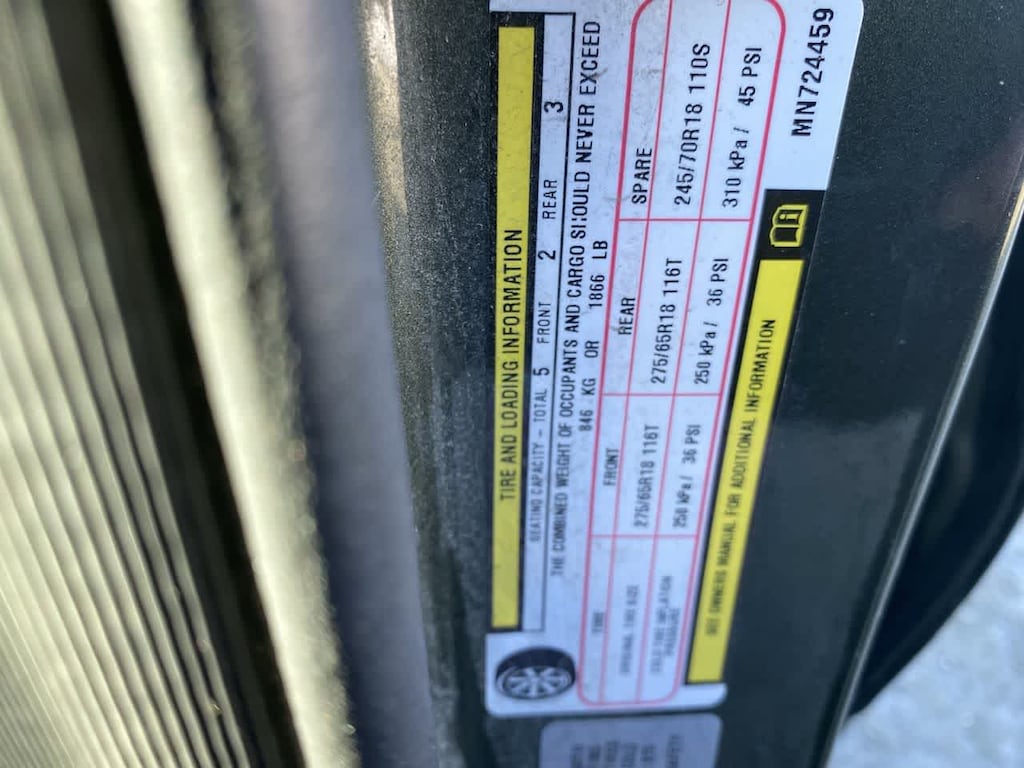 TIRE AND LOADING INFORMATION
SEATING CAPACITY - TOTAL 5 FRONT 2 REAR 3
THE COMBINED WEIGHT OF OCCUPANTS AND CARGO SHOULD NEVER EXCEED
846 KG OR 1866 LB
TIRE FRONT REAR SPARE
ORIGINAL TIRE SIZE 275/65R18 116T 275/65R18 116T 245/70R18 110S
COLD TIRE INFLATION PRESSURE 250 kPa / 36 PSI 250 kPa / 36 PSI 310 kPa / 45 PSI
SEE OWNERS MANUAL FOR ADDITIONAL INFORMATION
MN724459